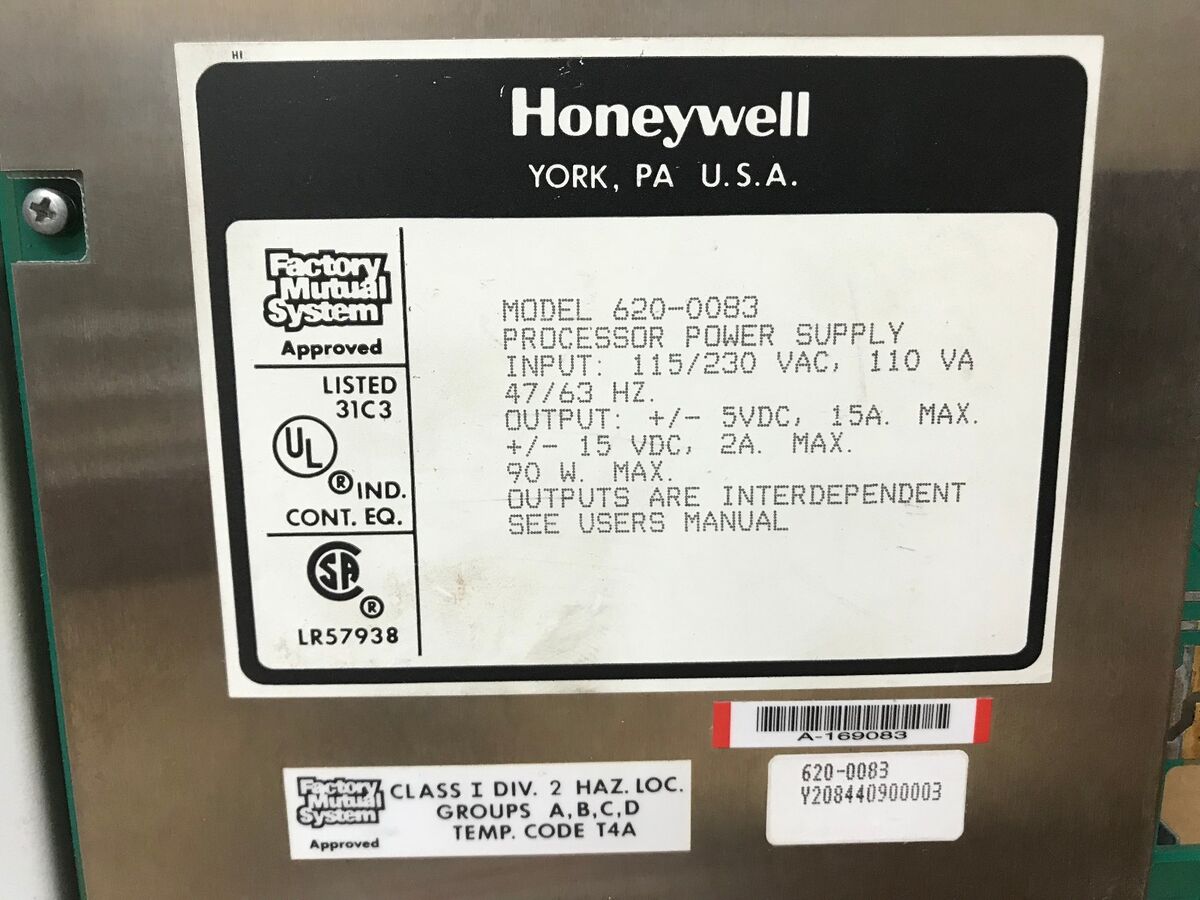 HI
Honeywell
YORK, PA U.S.A.
Factory
Mutual
System
Approved
LISTED
31C3
UL
® IND.
CONT. EQ.
SA
®
LR57938
MODEL 620-0083
PROCESSOR POWER SUPPLY
INPUT: 115/230 VAC, 110 VA
47/63 HZ.
OUTPUT: +/- 5VDC, 15A. MAX.
+/- 15 VDC, 2A. MAX.
90 W. MAX.
OUTPUTS ARE INTERDEPENDENT
SEE USERS MANUAL
A-169083
620-0083
Y208440900003
Factory
Mutual
System
Approved
CLASS I DIV. 2 HAZ. LOC.
GROUPS A,B,C,D
TEMP. CODE T4A